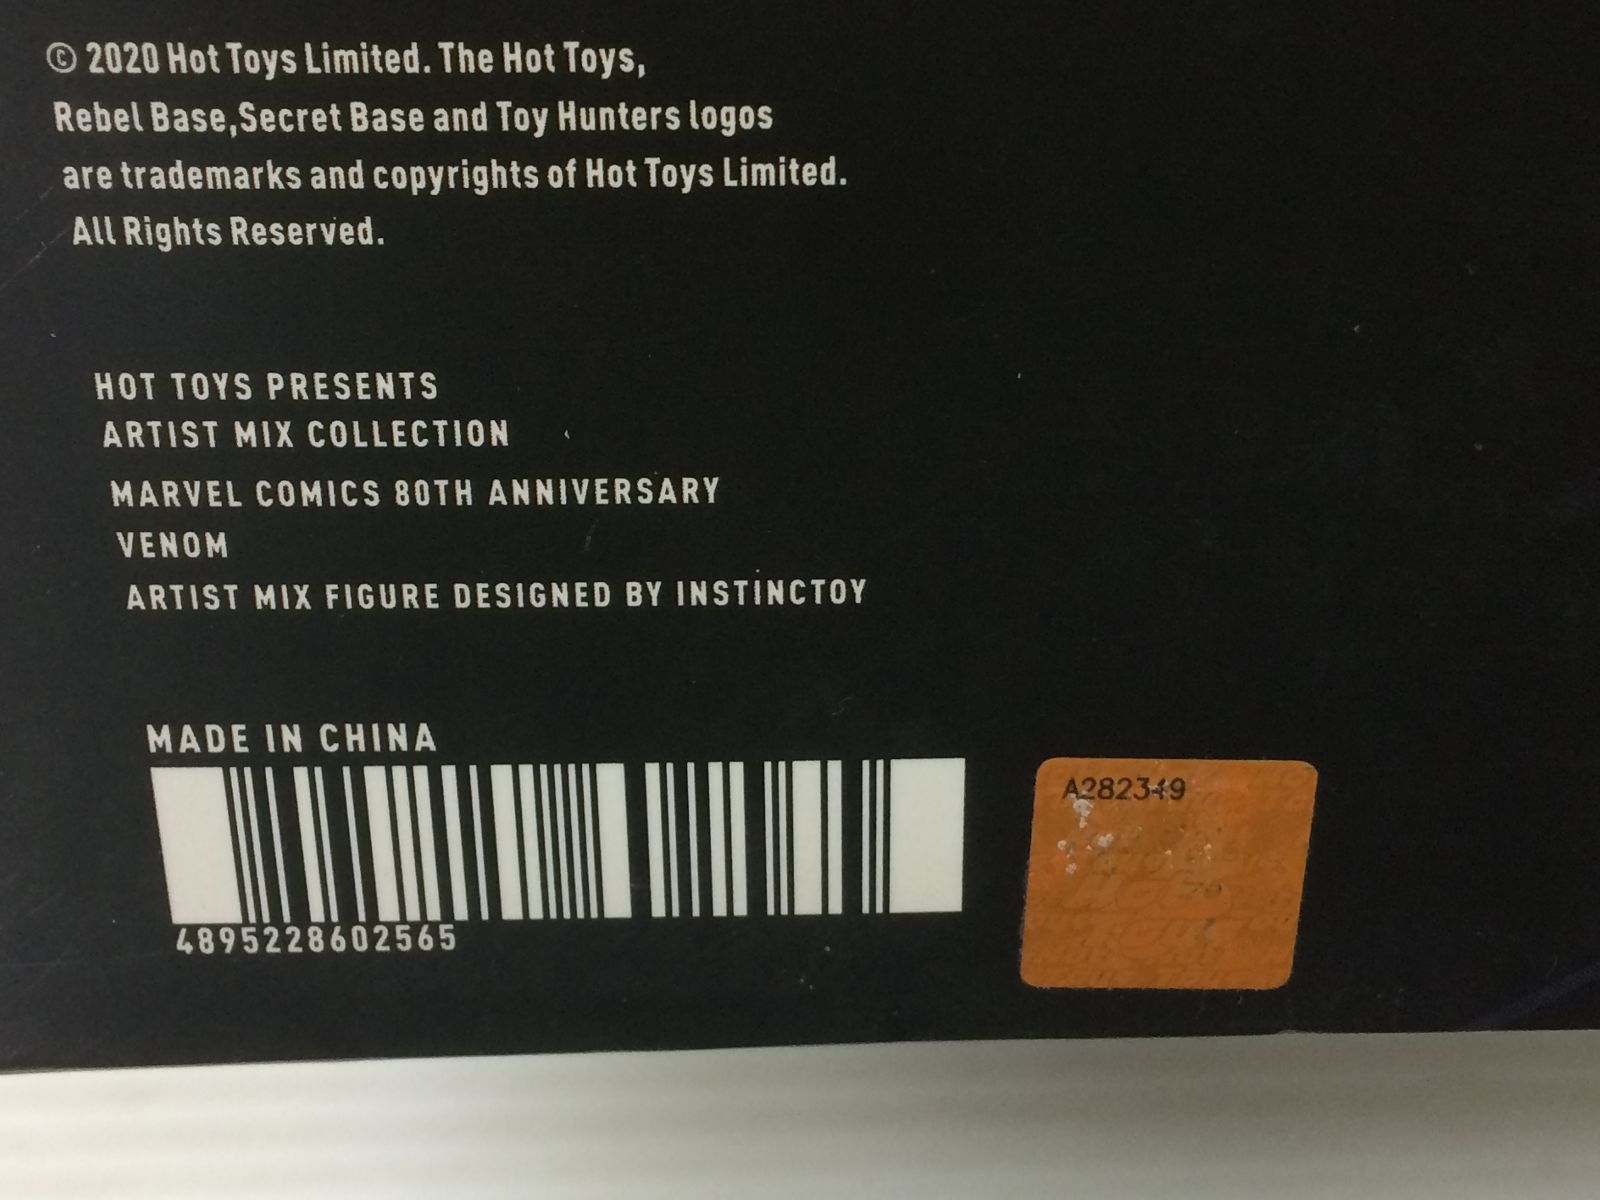 © 2020 Hot Toys Limited. The Hot Toys,
Rebel Base,Secret Base and Toy Hunters logos
are trademarks and copyrights of Hot Toys Limited.
All Rights Reserved.
HOT TOYS PRESENTS
ARTIST MIX COLLECTION
MARVEL COMICS 80TH ANNIVERSARY
VENOM
ARTIST MIX FIGURE DESIGNED BY INSTINCTOY
MADE IN CHINA
4895228602565
A282349